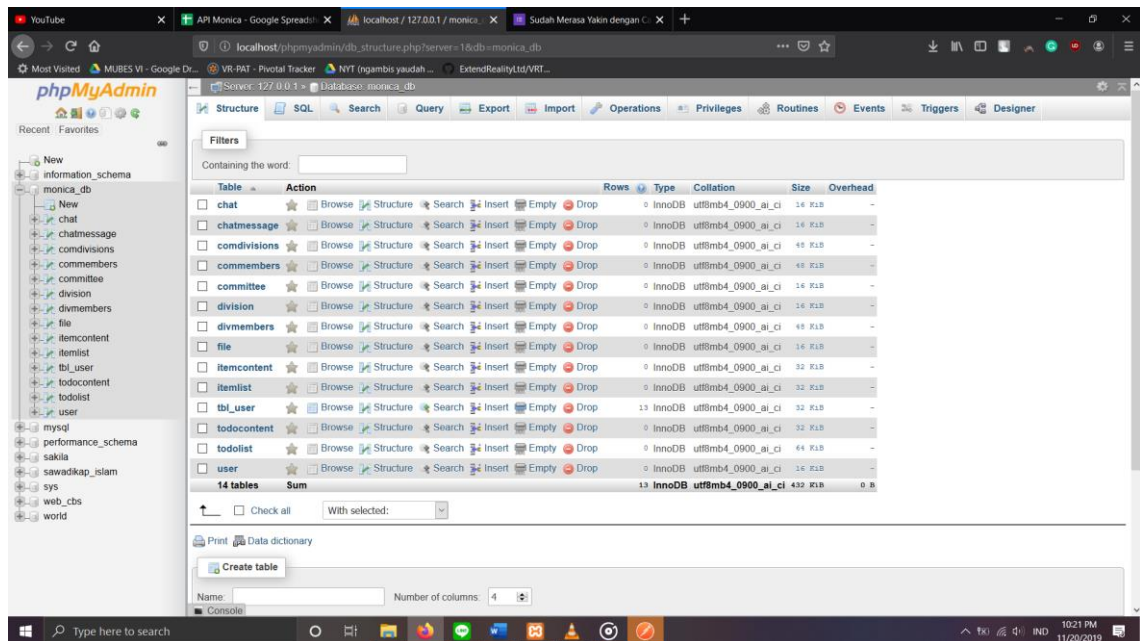 YouTube
API Monica - Google Spreadsh
localhost / 127.0.0.1 / monica_
Sudah Merasa Yakin dengan Ca
localhost/phpmyadmin/db_structure.php?server=1&db=monica_db
Most Visited
MUBES VI - Google Dr...
VR-PAT - Pivotal Tracker
NYT (ngambis yaudah ...
ExtendRealityLtd/VRT...
phpMyAdmin
Recent Favorites
New
information_schema
monica_db
New
chat
chatmessage
comdivisions
commembers
committee
division
divmembers
file
itemcontent
itemlist
tbl_user
todocontent
todolist
user
mysql
performance_schema
sakila
sawadikap_islam
sys
web_cbs
world
Server: 127.0.0.1 » Database: monica_db
Structure SQL Search Query Export Import Operations Privileges Routines Events Triggers Designer
Filters
Containing the word:
Table Action Rows Type Collation Size Overhead
chat Browse Structure Search Insert Empty Drop 0 InnoDB utf8mb4_0900_ai_ci 16 KiB -
chatmessage Browse Structure Search Insert Empty Drop 0 InnoDB utf8mb4_0900_ai_ci 16 KiB -
comdivisions Browse Structure Search Insert Empty Drop 0 InnoDB utf8mb4_0900_ai_ci 48 KiB -
commembers Browse Structure Search Insert Empty Drop 0 InnoDB utf8mb4_0900_ai_ci 48 KiB -
committee Browse Structure Search Insert Empty Drop 0 InnoDB utf8mb4_0900_ai_ci 16 KiB -
division Browse Structure Search Insert Empty Drop 0 InnoDB utf8mb4_0900_ai_ci 16 KiB -
divmembers Browse Structure Search Insert Empty Drop 0 InnoDB utf8mb4_0900_ai_ci 48 KiB -
file Browse Structure Search Insert Empty Drop 0 InnoDB utf8mb4_0900_ai_ci 16 KiB -
itemcontent Browse Structure Search Insert Empty Drop 0 InnoDB utf8mb4_0900_ai_ci 32 KiB -
itemlist Browse Structure Search Insert Empty Drop 0 InnoDB utf8mb4_0900_ai_ci 32 KiB -
tbl_user Browse Structure Search Insert Empty Drop 13 InnoDB utf8mb4_0900_ai_ci 32 KiB -
todocontent Browse Structure Search Insert Empty Drop 0 InnoDB utf8mb4_0900_ai_ci 32 KiB -
todolist Browse Structure Search Insert Empty Drop 0 InnoDB utf8mb4_0900_ai_ci 64 KiB -
user Browse Structure Search Insert Empty Drop 0 InnoDB utf8mb4_0900_ai_ci 16 KiB -
14 tables Sum 13 InnoDB utf8mb4_0900_ai_ci 432 KiB 0 B
Check all With selected:
Print Data dictionary
Create table
Name: Number of columns: 4
Console
Type here to search
IND
10:21 PM
11/20/2019